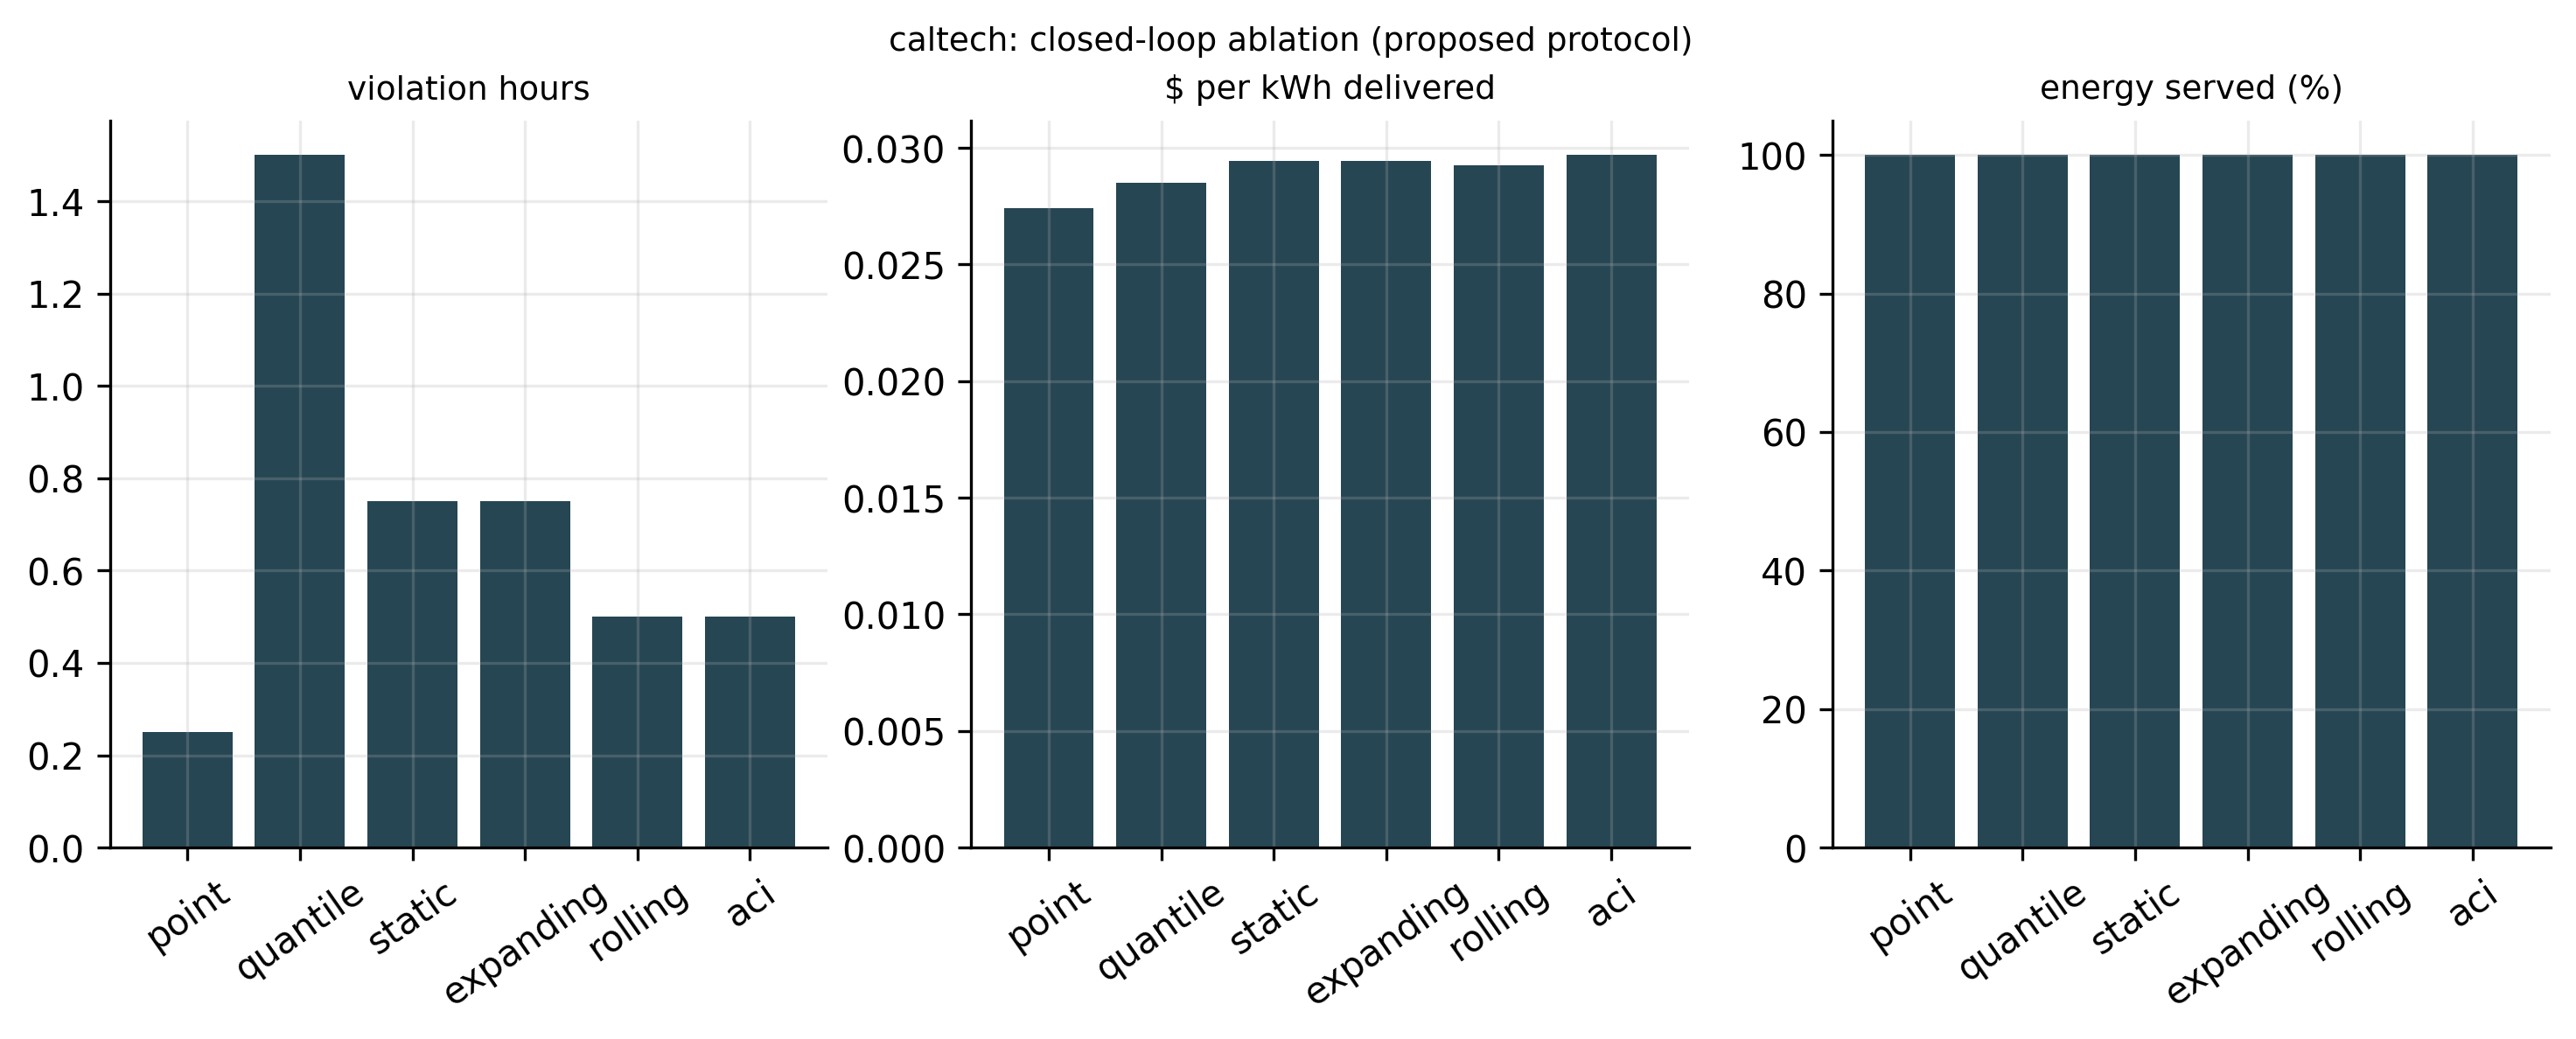 caltech: closed-loop ablation (proposed protocol)
violation hours
1.4
1.2
1.0
0.8
0.6
0.4
0.2
0.0
point
quantile
static
expanding
rolling
aci
$ per kWh delivered
0.030
0.025
0.020
0.015
0.010
0.005
0.000
point
quantile
static
expanding
rolling
aci
energy served (%)
100
80
60
40
20
0
point
quantile
static
expanding
rolling
aci